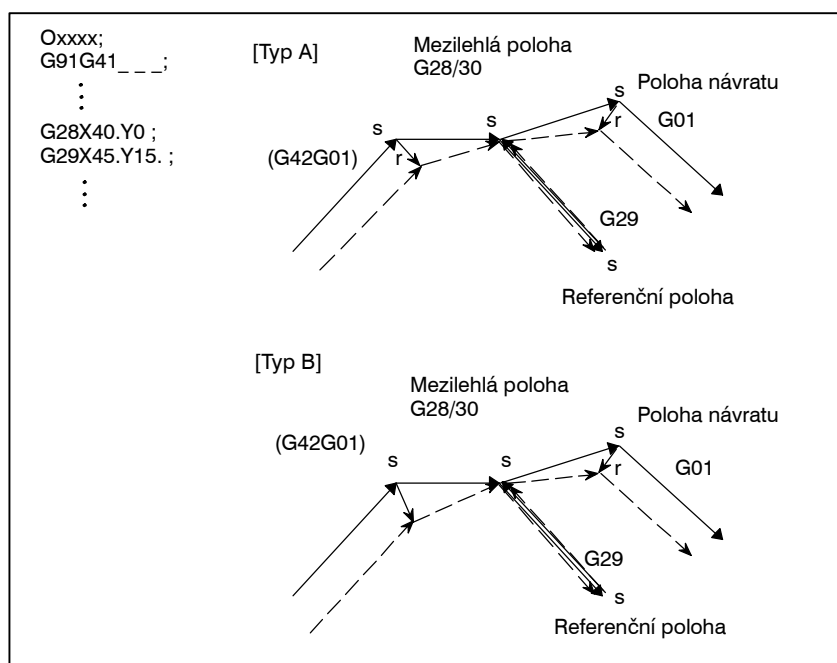 Oxxxx;
G91G41_ _ _;
G28X40.Y0 ;
G29X45.Y15. ;
[Typ A]
Mezilehlá poloha
G28/30
s
Poloha návratu
s
s
r
G01
(G42G01)
r
G29
s
Referenční poloha
[Typ B]
Mezilehlá poloha
G28/30
Poloha návratu
(G42G01)
s
s
s
r
G01
G29
s
Referenční poloha